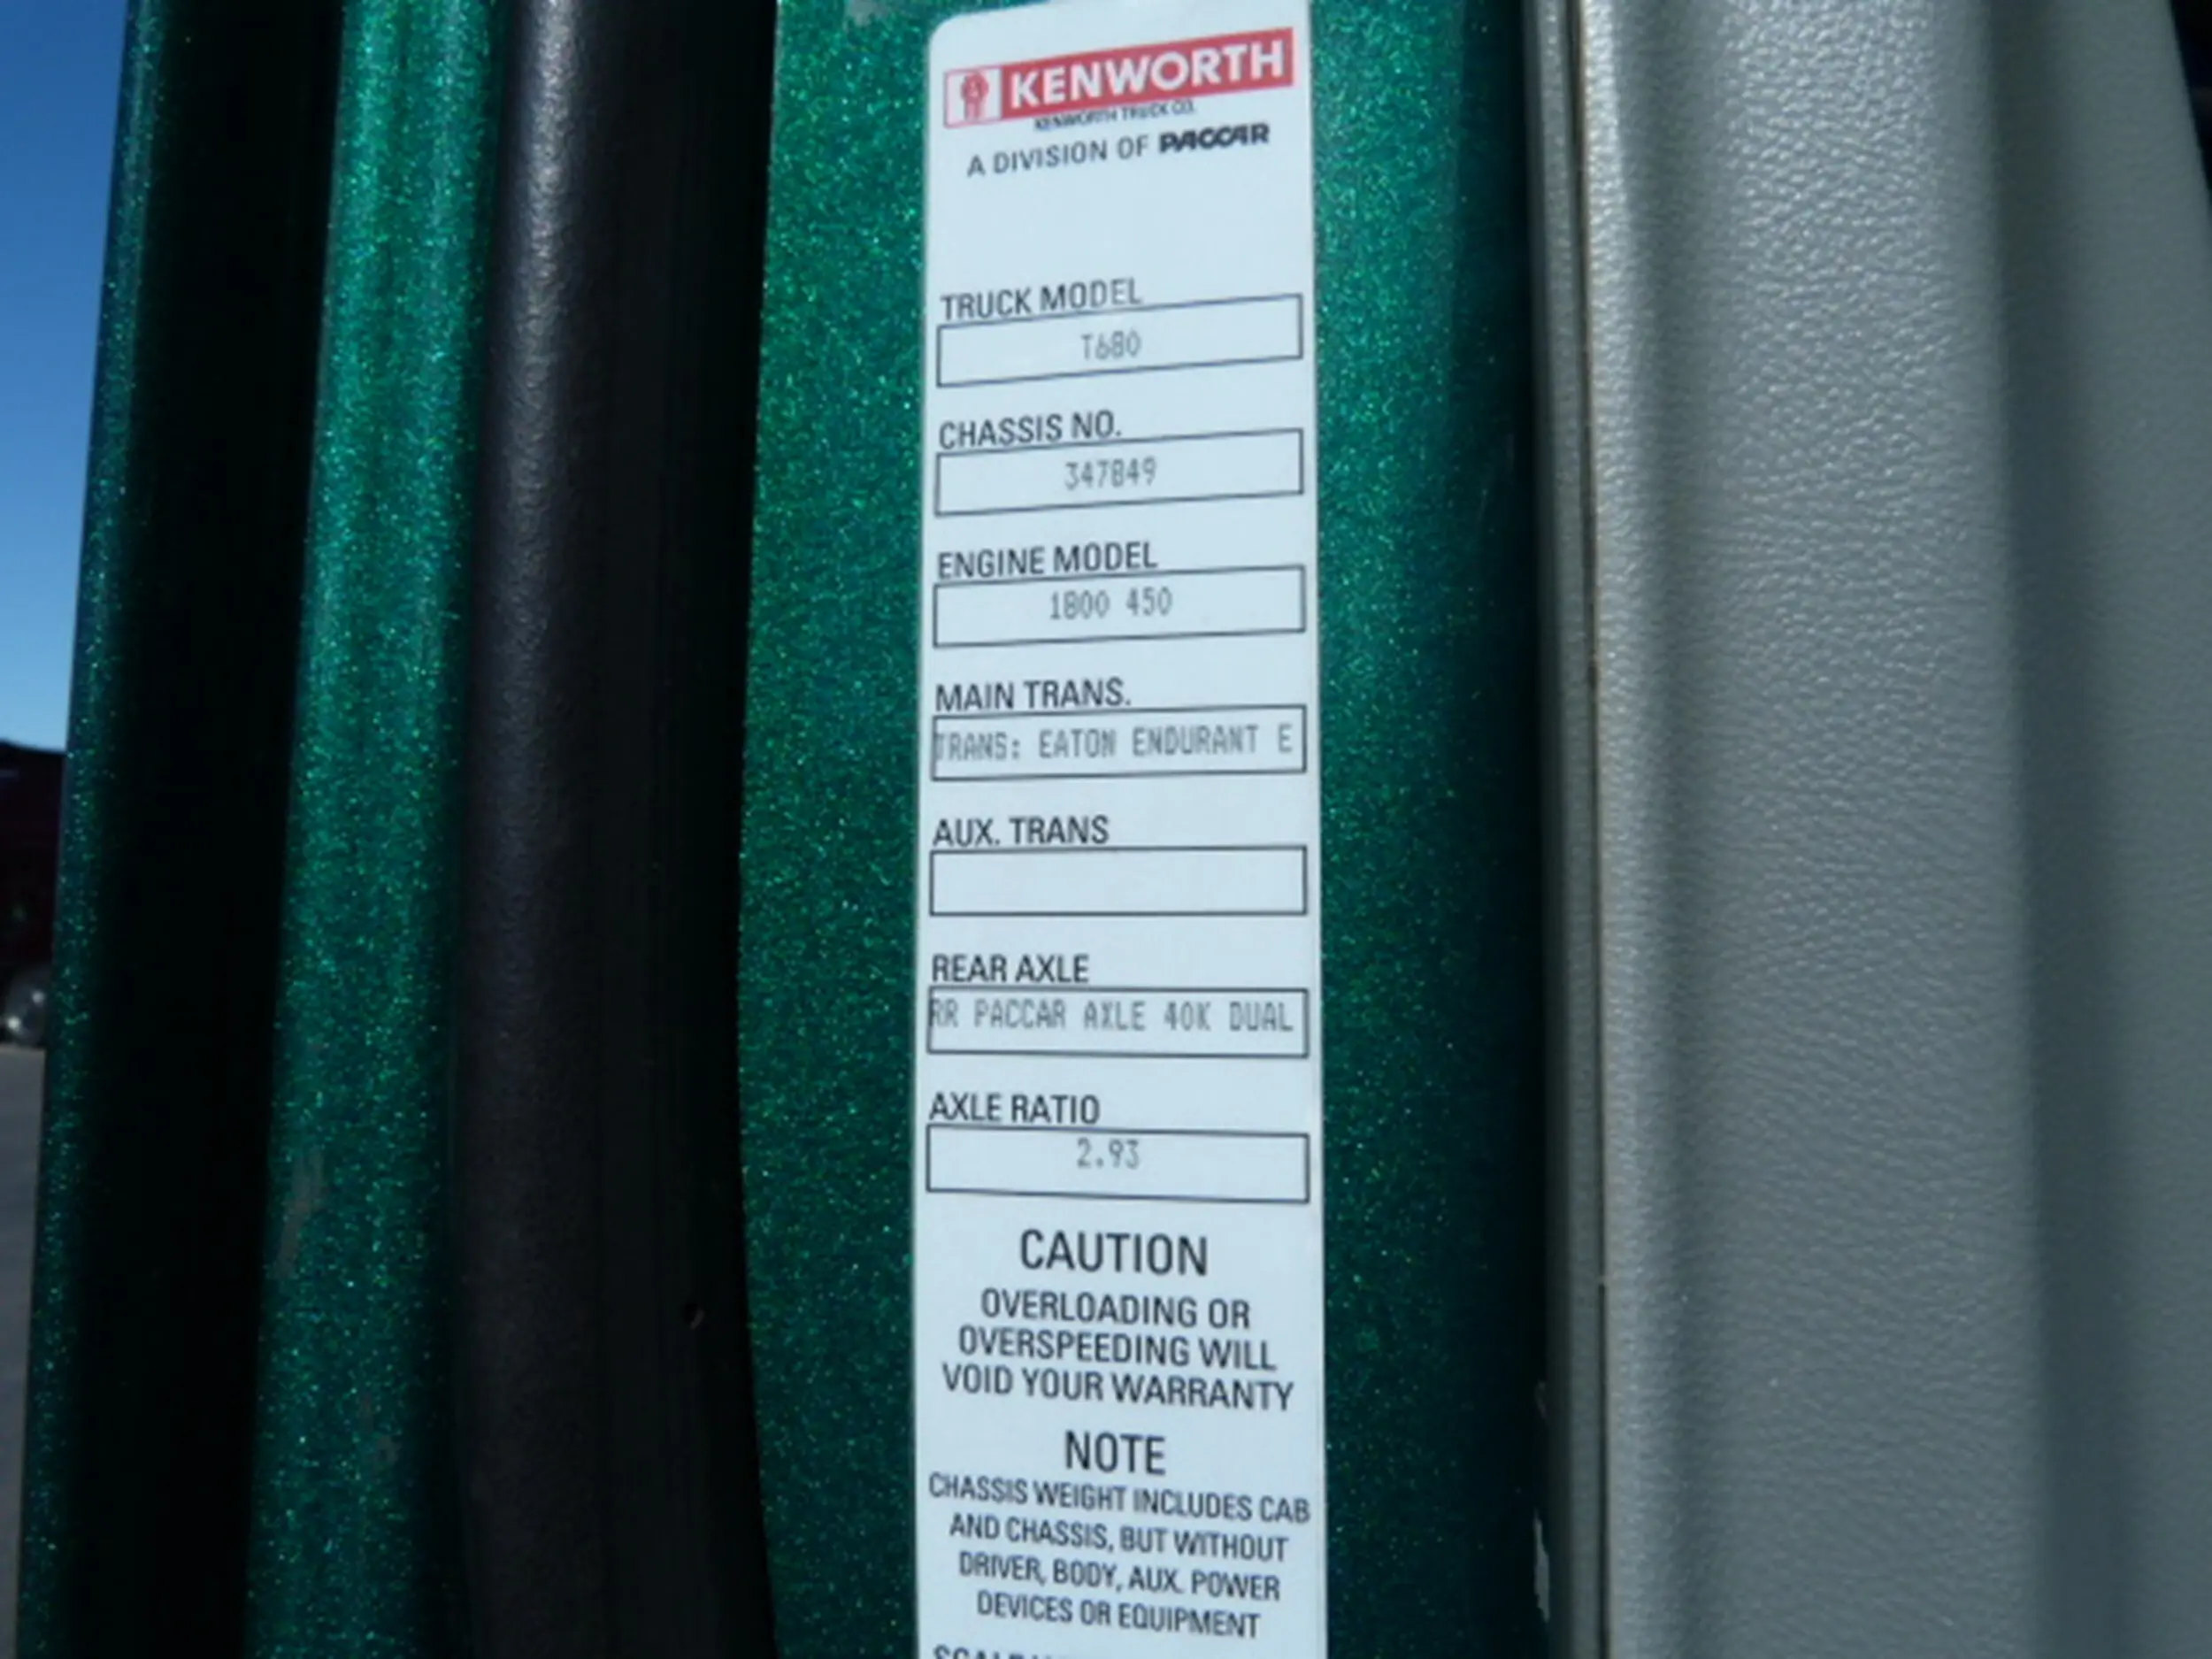 KENWORTH
KENWORTH TRUCK CO.
A DIVISION OF PACCAR
TRUCK MODEL
T680
CHASSIS NO.
347849
ENGINE MODEL
1800 450
MAIN TRANS.
TRANS: EATON ENDURANT E
AUX. TRANS
REAR AXLE
RR PACCAR AXLE 40K DUAL
AXLE RATIO
2.93
CAUTION
OVERLOADING OR
OVERSPEEDING WILL
VOID YOUR WARRANTY
NOTE
CHASSIS WEIGHT INCLUDES CAB
AND CHASSIS, BUT WITHOUT
DRIVER, BODY, AUX. POWER
DEVICES OR EQUIPMENT